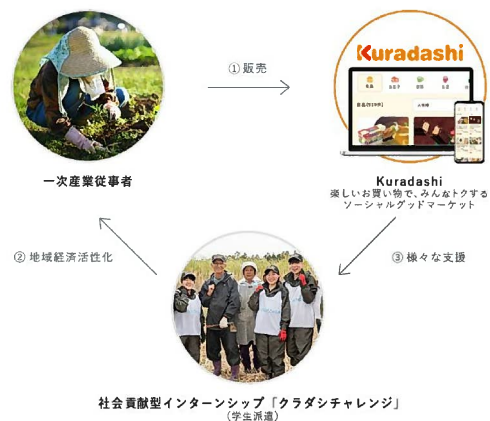 ① 販売
Kuradashi
一次産業従事者
Kuradashi
楽しいお買い物で、みんなトクする
ソーシャルグッドマーケット
② 地域経済活性化
③ 様々な支援
社会貢献型インターンシップ「クラダシチャレンジ」
(学生派遣)